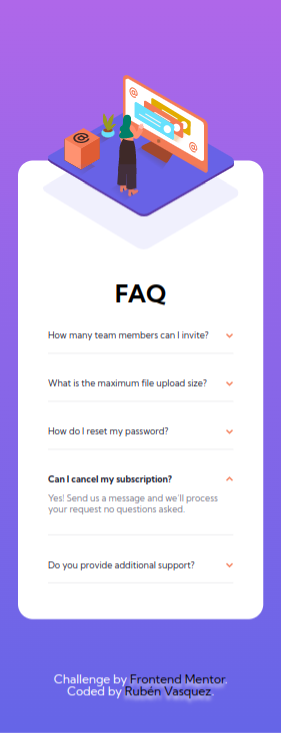 FAQ
How many team members can I invite?
What is the maximum file upload size?
How do I reset my password?
Can I cancel my subscription?
Yes! Send us a message and we'll process
your request no questions asked.
Do you provide additional support?
Challenge by Frontend Mentor.
Coded by Rubén Vasquez.